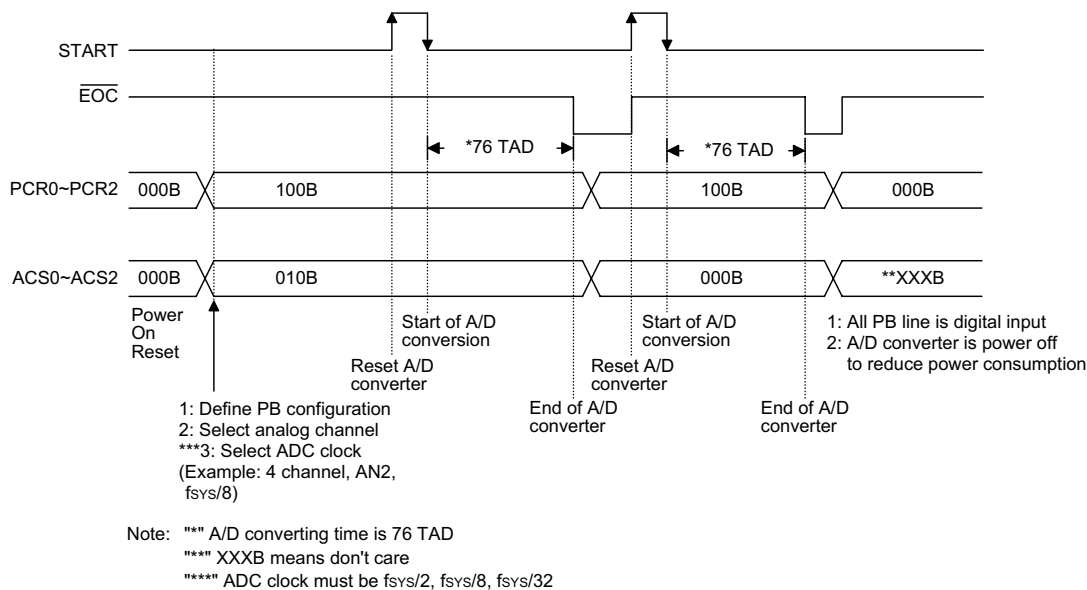 START
EOC
*76 TAD
*76 TAD
PCR0~PCR2
000B
100B
100B
000B
ACS0~ACS2
000B
010B
000B
**XXXB
Power
On
Reset
Start of A/D
conversion
Start of A/D
conversion
1: All PB line is digital input
2: A/D converter is power off
to reduce power consumption
Reset A/D
converter
Reset A/D
converter
1: Define PB configuration
2: Select analog channel
***3: Select ADC clock
(Example: 4 channel, AN2,
fSYS/8)
End of A/D
converter
End of A/D
converter
Note: "*" A/D converting time is 76 TAD
"**" XXXB means don't care
"***" ADC clock must be fSYS/2, fSYS/8, fSYS/32